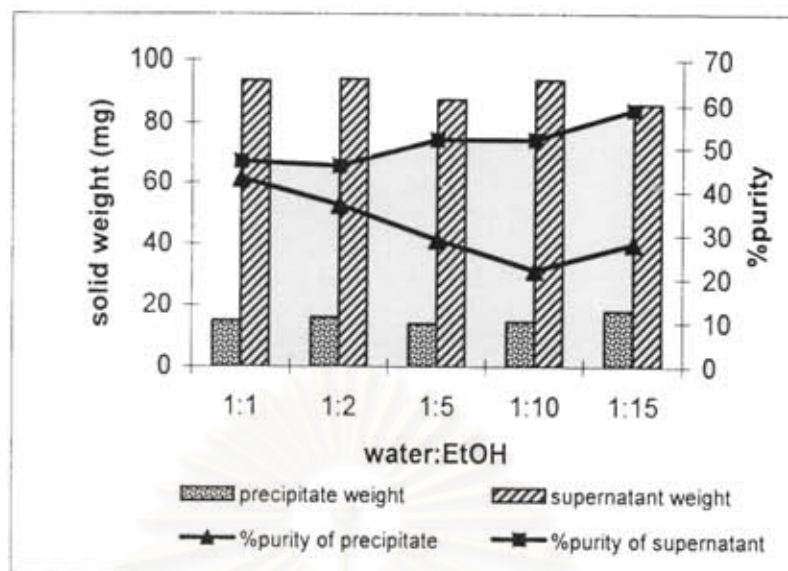 100
80
60
40
20
0
solid weight (mg)
70
60
50
40
30
20
10
0
%purity
1:1 1:2 1:5 1:10 1:15
water:EtOH
precipitate weight supernatant weight
%purity of precipitate %purity of supernatant